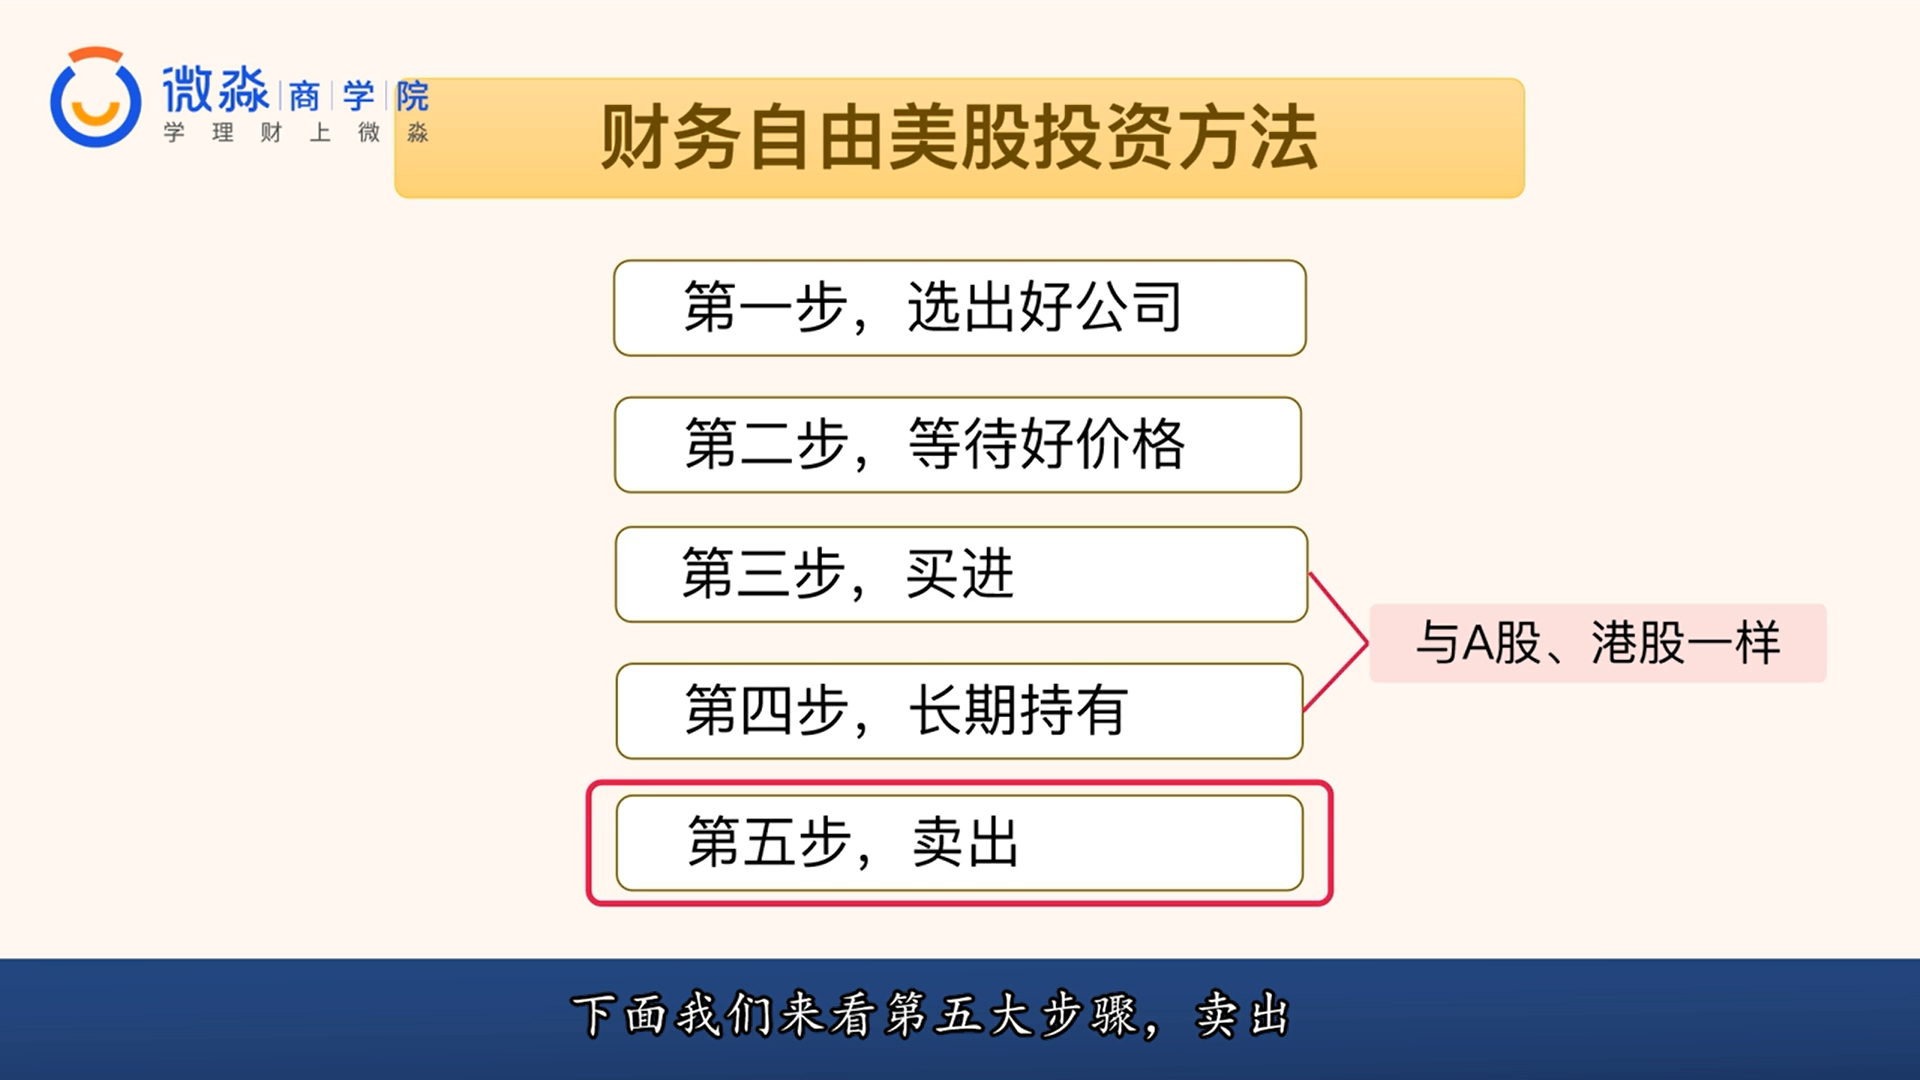 微淼|商|学|院
学理财上微淼
财务自由美股投资方法
第一步，选出好公司
第二步，等待好价格
第三步，买进
与A股、港股一样
第四步，长期持有
第五步，卖出
下面我们来看第五大步骤，卖出